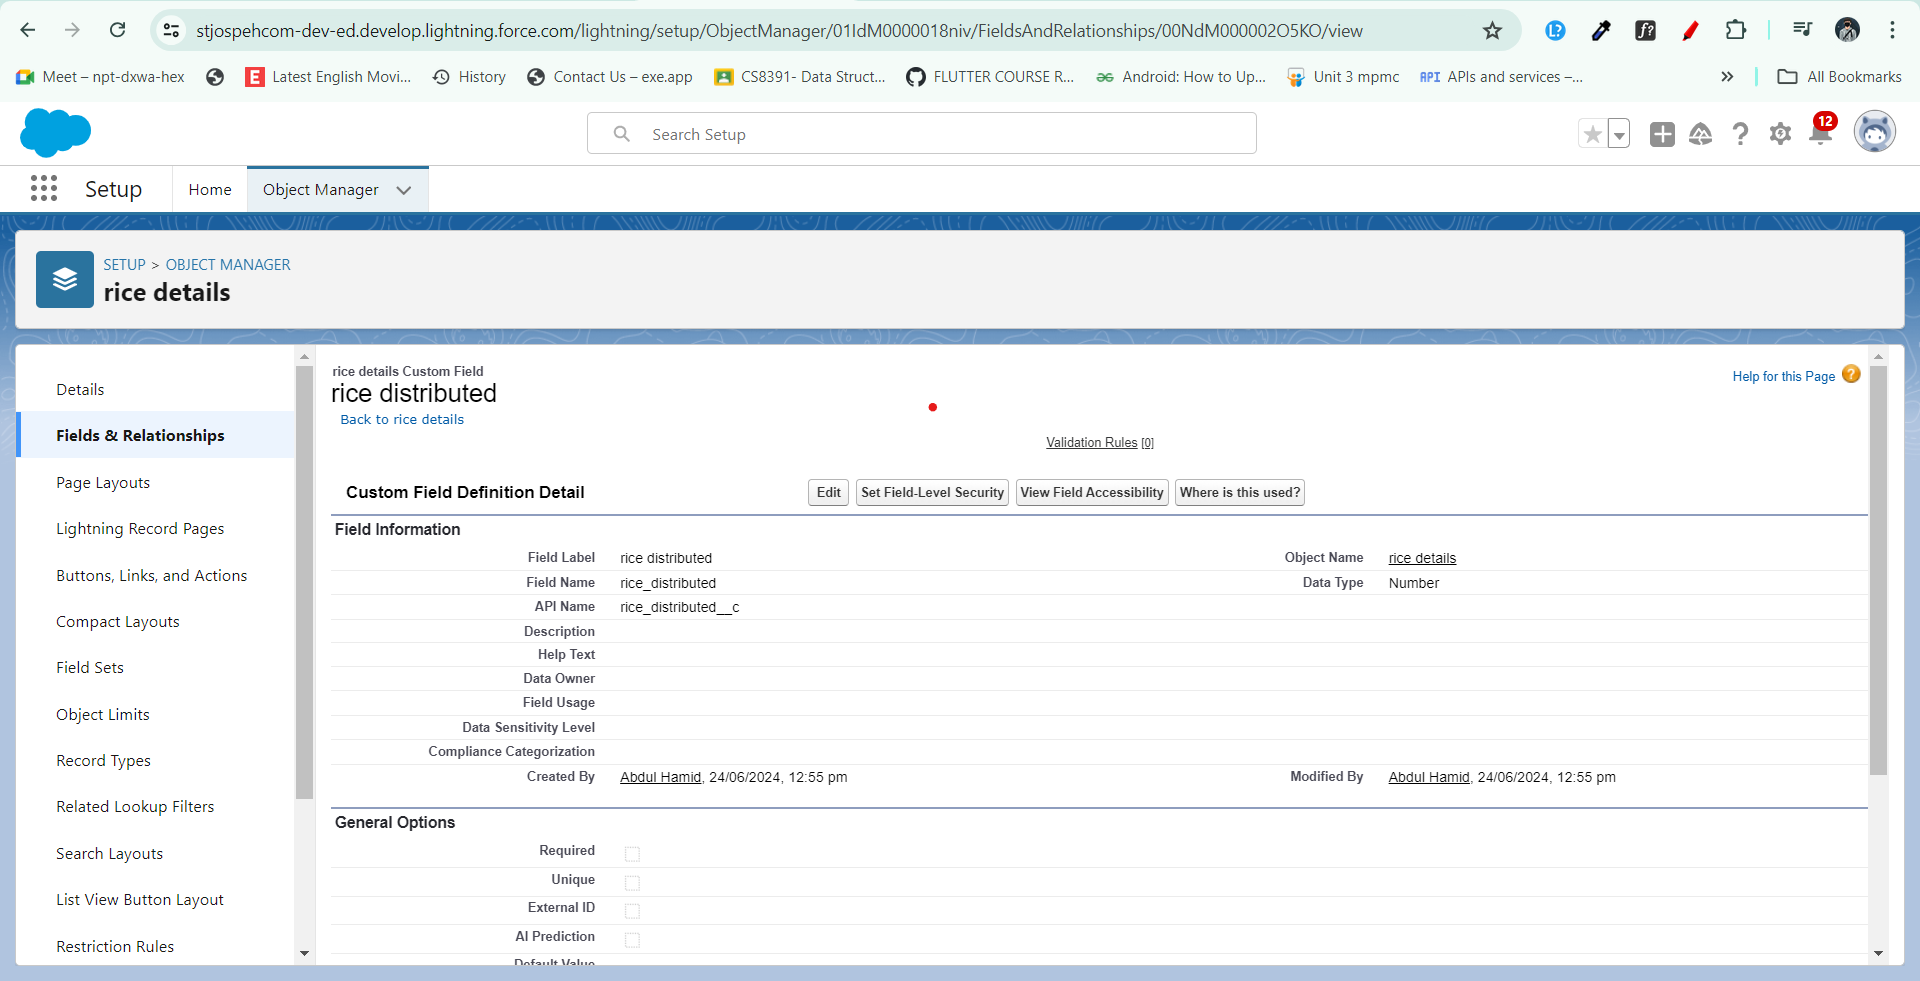 stjospehcom-dev-ed.develop.lightning.force.com/lightning/setup/ObjectManager/01IdM0000018niv/FieldsAndRelationships/00NdM000002O5KO/view
Meet – npt-dxwa-hex
E Latest English Movi...
History
Contact Us – exe.app
CS8391- Data Struct...
FLUTTER COURSE R...
Android: How to Up...
Unit 3 mpmc
API APIs and services –...
All Bookmarks
Search Setup
12
Setup
Home
Object Manager
SETUP > OBJECT MANAGER
rice details
Details
Fields & Relationships
Page Layouts
Lightning Record Pages
Buttons, Links, and Actions
Compact Layouts
Field Sets
Object Limits
Record Types
Related Lookup Filters
Search Layouts
List View Button Layout
Restriction Rules
rice details Custom Field
rice distributed
Back to rice details
Help for this Page ?
Validation Rules [0]
Custom Field Definition Detail
Edit
Set Field-Level Security
View Field Accessibility
Where is this used?
Field Information
Field Label rice distributed
Object Name rice details
Field Name rice_distributed
Data Type Number
API Name rice_distributed__c
Description
Help Text
Data Owner
Field Usage
Data Sensitivity Level
Compliance Categorization
Created By Abdul Hamid, 24/06/2024, 12:55 pm
Modified By Abdul Hamid, 24/06/2024, 12:55 pm
General Options
Required
Unique
External ID
AI Prediction
Default Value